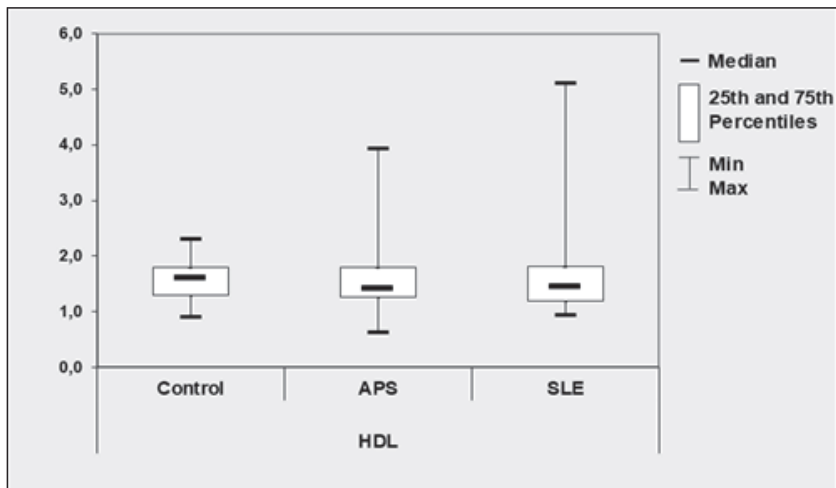 6,0
5,0
4,0
3,0
2,0
1,0
0,0
Control APS SLE
HDL
Median
25th and 75th
Percentiles
Min
Max